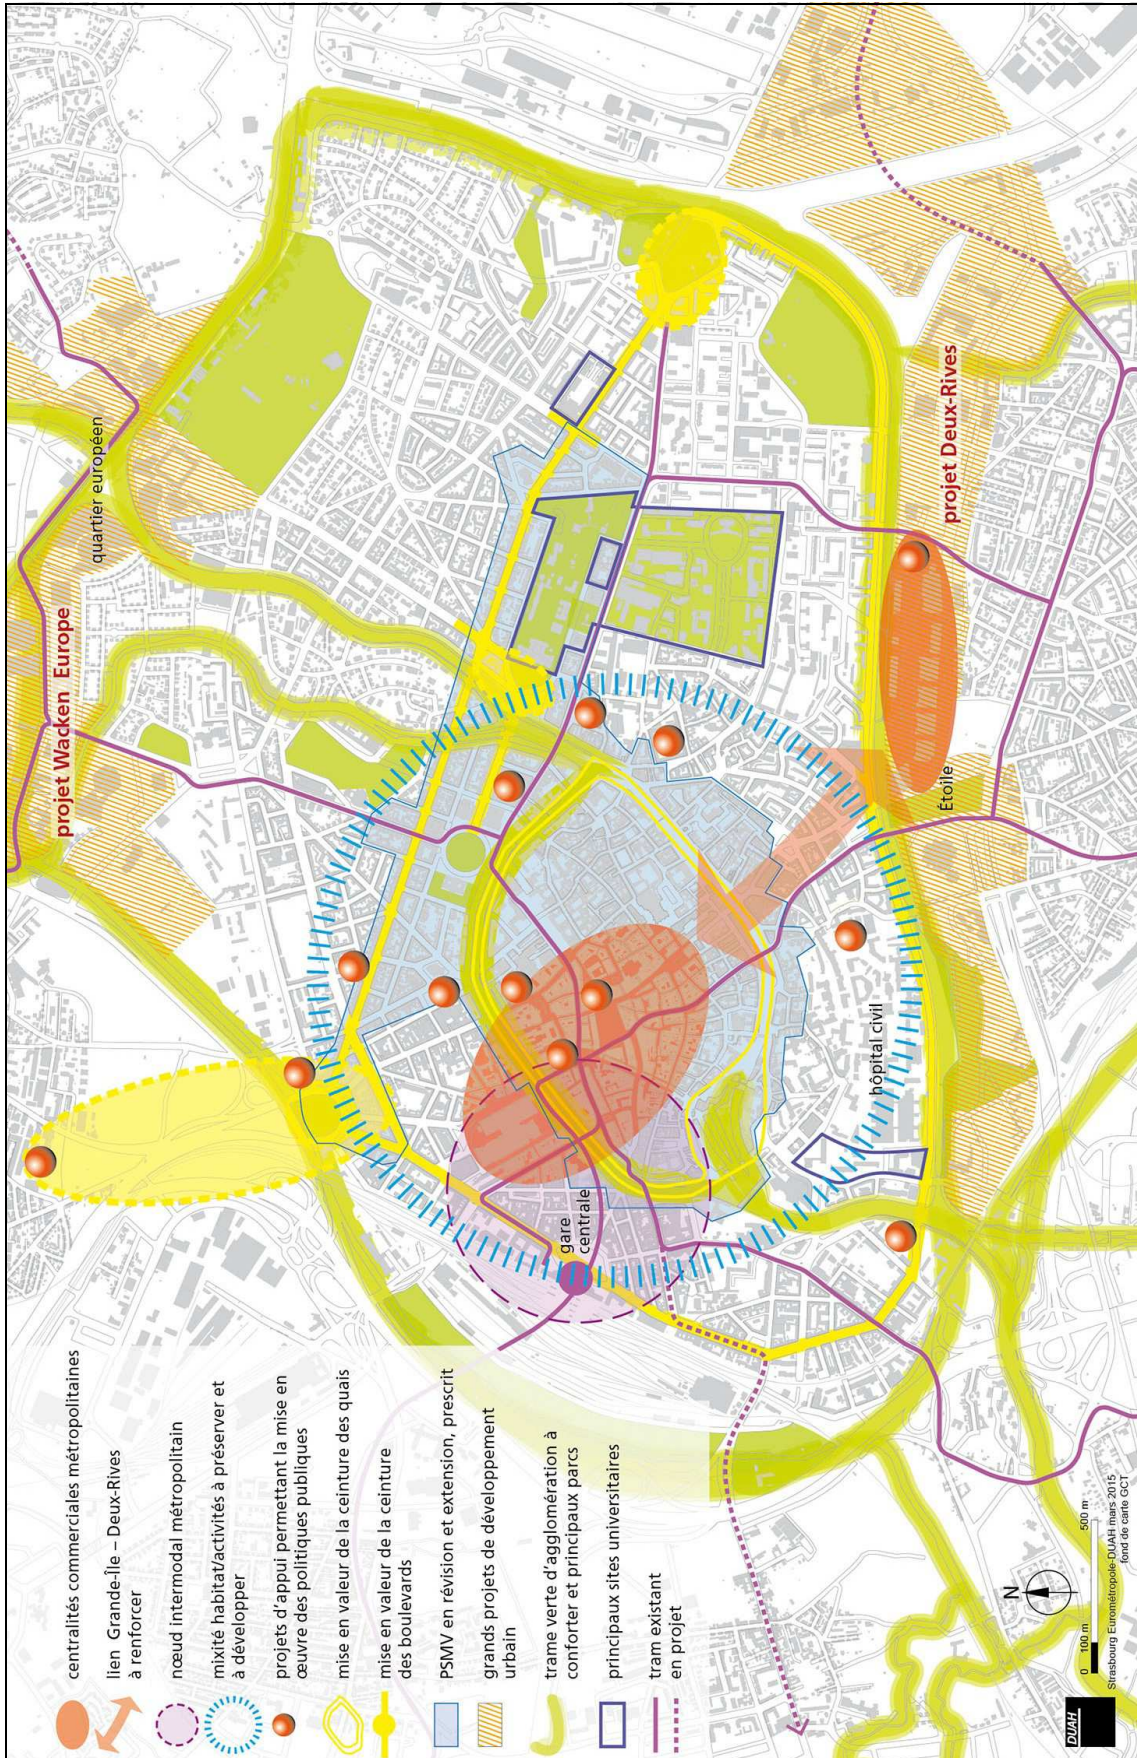 projet Wacken Europe
quartier européen
projet Deux-Rives
Étoile
hôpital civil
gare
centrale
centralités commerciales métropolitaines
lien Grande-Île – Deux-Rives
à renforcer
nœud intermodal métropolitain
mixité habitat/activités à préserver et
à développer
projets d'appui permettant la mise en
œuvre des politiques publiques
mise en valeur de la ceinture des quais
mise en valeur de la ceinture
des boulevards
PSMV en révision et extension, prescrit
grands projets de développement
urbain
trame verte d'agglomération à
conforter et principaux parcs
principaux sites universitaires
tram existant
en projet
N
0 100 m 500 m
Strasbourg Eurométropole-DUAH mars 2015
fond de carte GCT
DUAH